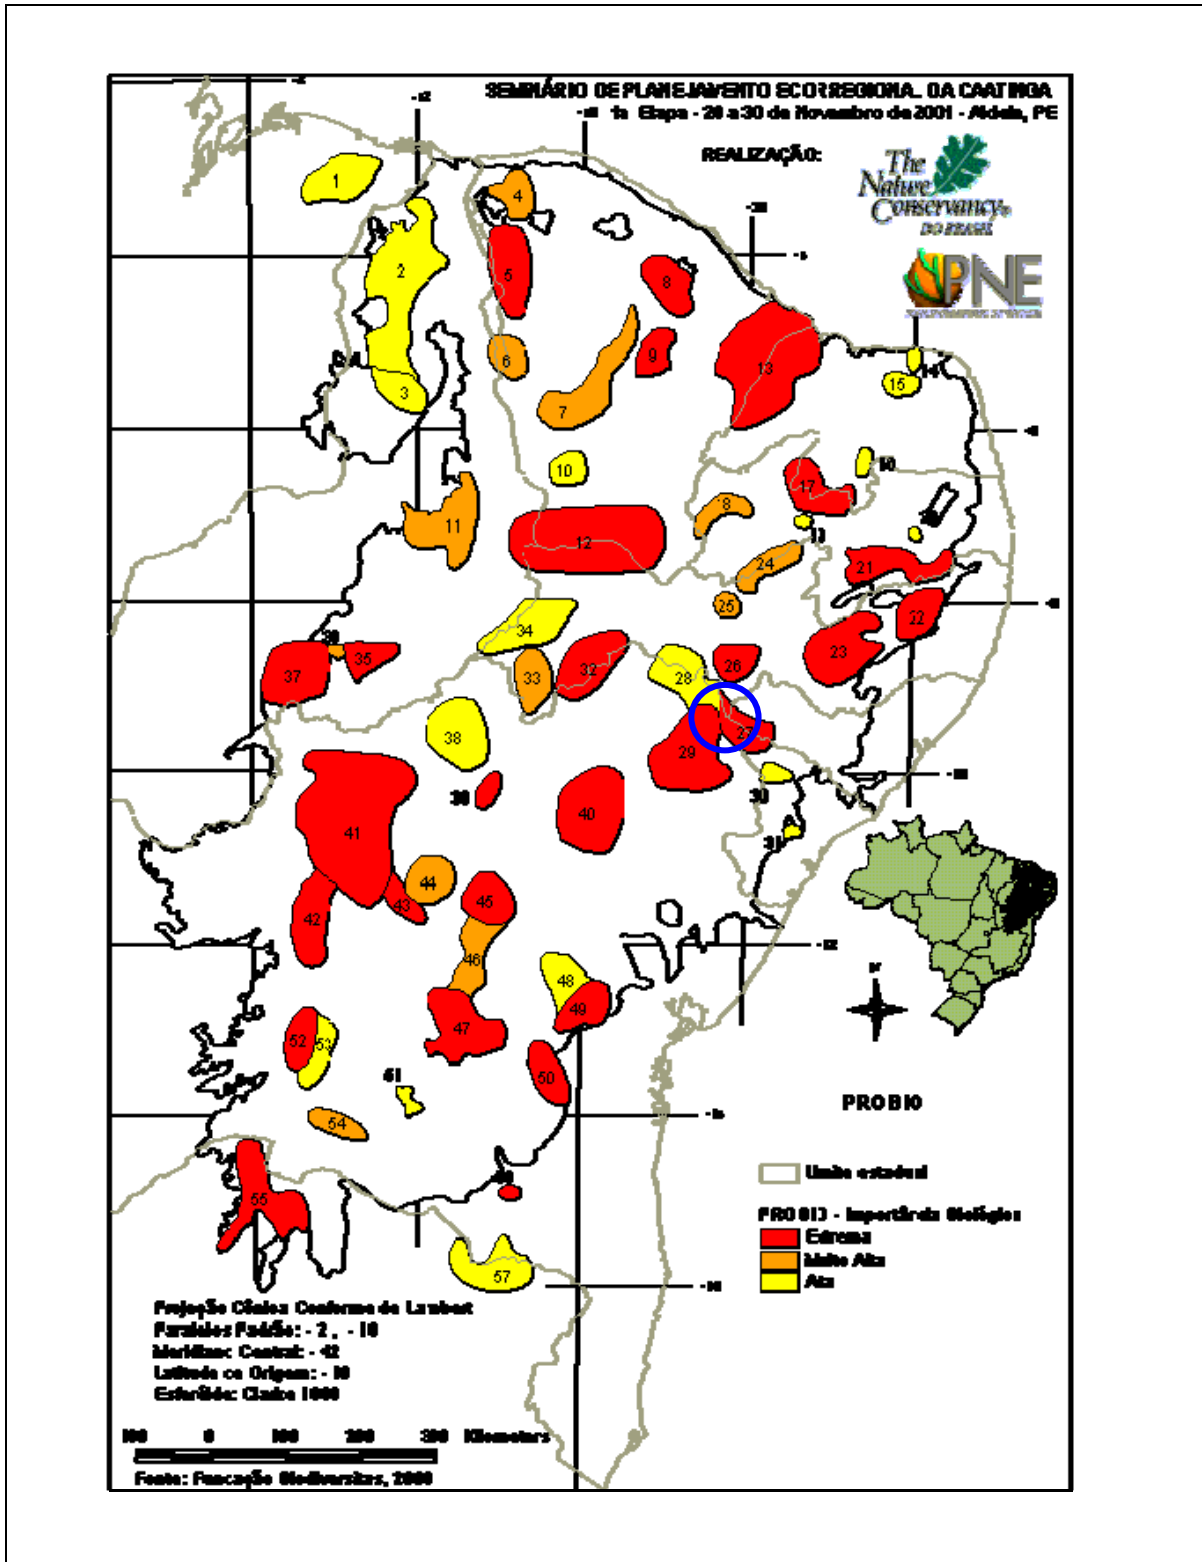 SEMINÁRIO DE PLANEJAMENTO ECORREGIONAL DA CAATINGA
1a Etapa - 28 a 30 de Novembro de 2001 - Aldeia, PE
REALIZAÇÃO:
The
Nature
Conservancy
DO BRASIL
PNE
1
2
3
4
5
6
7
8
9
10
11
12
13
15
17
21
22
23
24
25
26
27
28
29
30
31
32
33
34
35
37
38
40
41
42
43
44
45
46
47
48
49
50
51
52
53
54
55
57
PROBIO
Limite estadual
PROBIO - Importância Biológica
Extrema
Muito Alta
Alta
Projeção Cônica Conforme de Lambert
Paralelos Padrão: - 2 , - 18
Meridiano Central: - 42
Latitude de Origem: - 10
Esferóide: Clarke 1866
100 0 100 200 300 Kilometers
Fonte: Fundação Biodiversitas, 2000